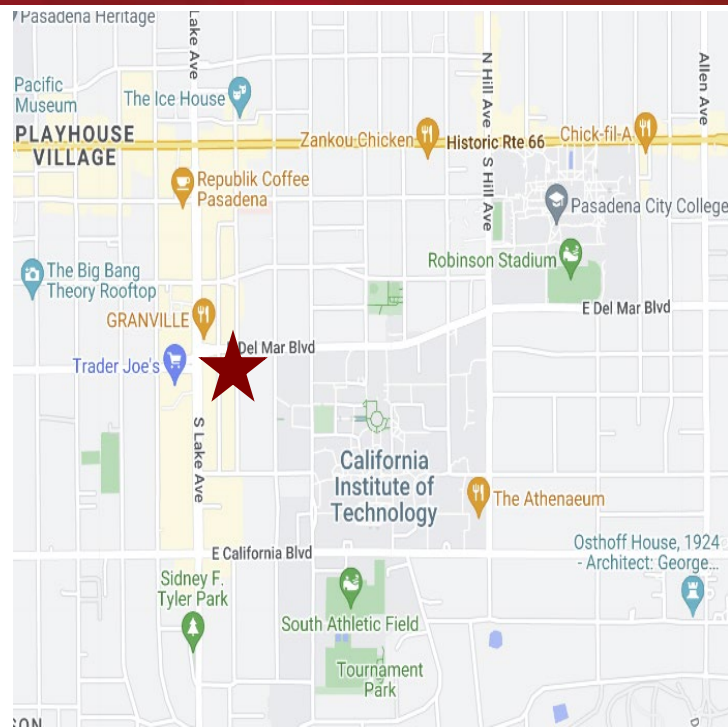 Pasadena Heritage
Lake Ave
Pacific
Museum
The Ice House
N Hill Ave
Allen Ave
PLAYHOUSE
VILLAGE
Zankou Chicken
Historic Rte 66
Chick-fil-A
Republik Coffee
Pasadena
S Hill Ave
Pasadena City College
The Big Bang
Theory Rooftop
Robinson Stadium
GRANVILLE
E Del Mar Blvd
Del Mar Blvd
Trader Joe's
S Lake Ave
California
Institute of
Technology
The Athenaeum
E California Blvd
Osthoff House, 1924
- Architect: George...
Sidney F.
Tyler Park
South Athletic Field
Tournament
Park